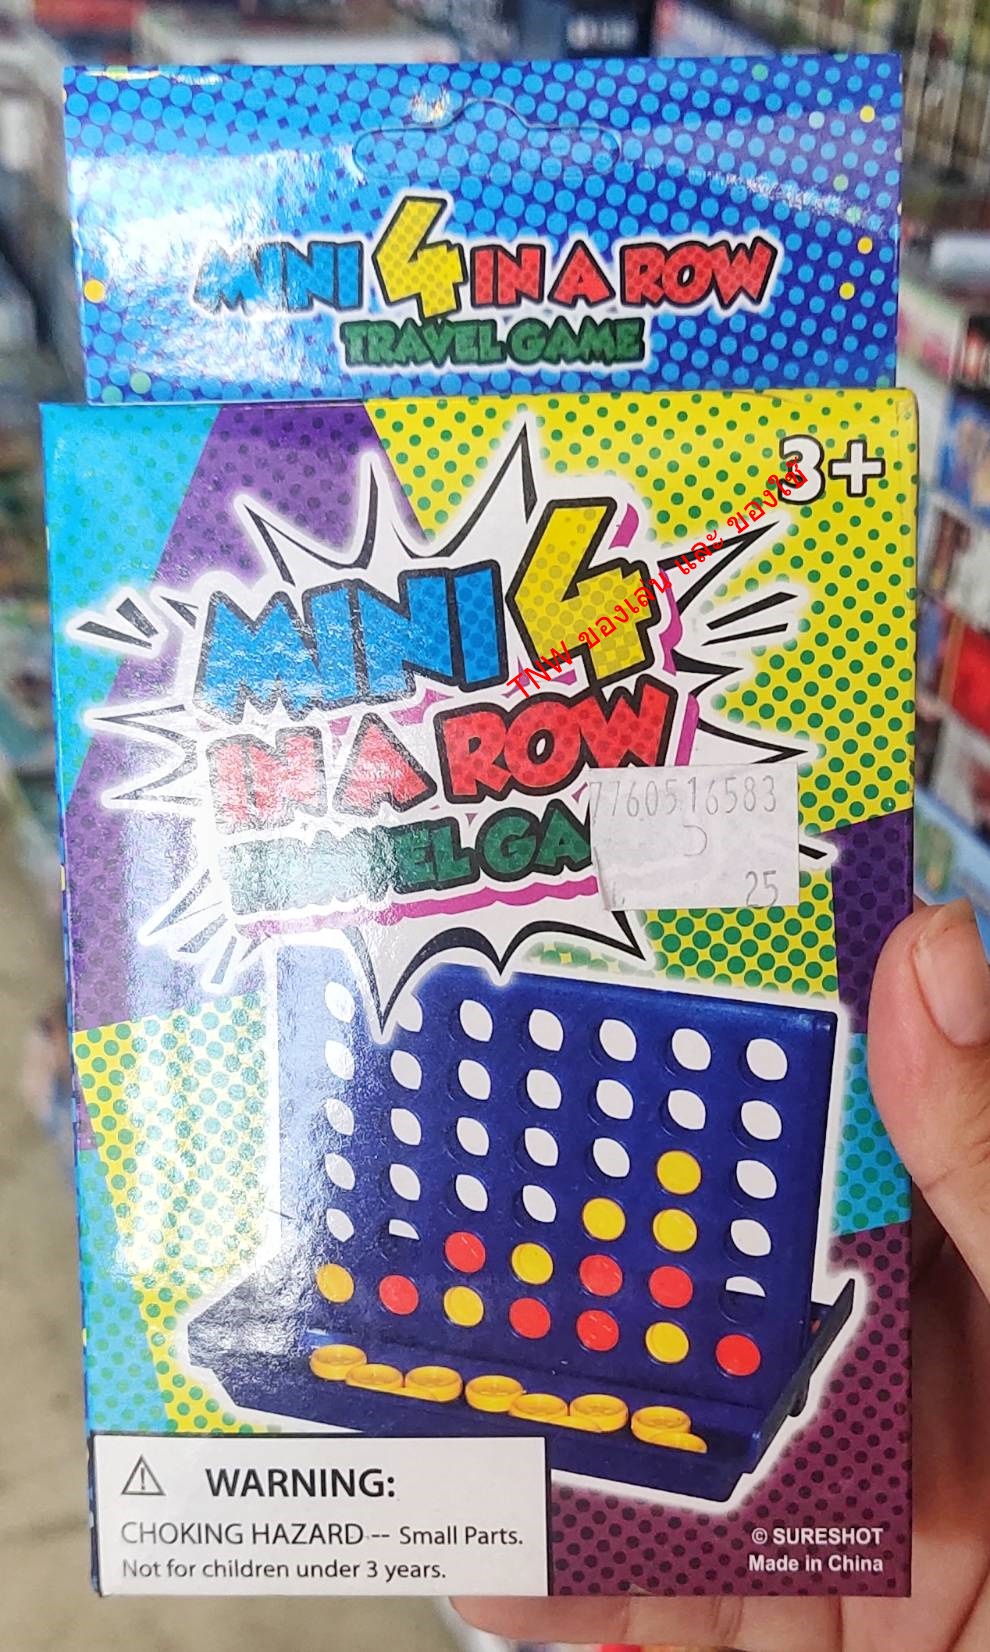 MINI 4 IN A ROW
TRAVEL GAME
3+
MINI 4
IN A ROW
TRAVEL GA
TNW ของเล่น และ ของใช้
7760516583
25
WARNING:
CHOKING HAZARD -- Small Parts.
Not for children under 3 years.
© SURESHOT
Made in China